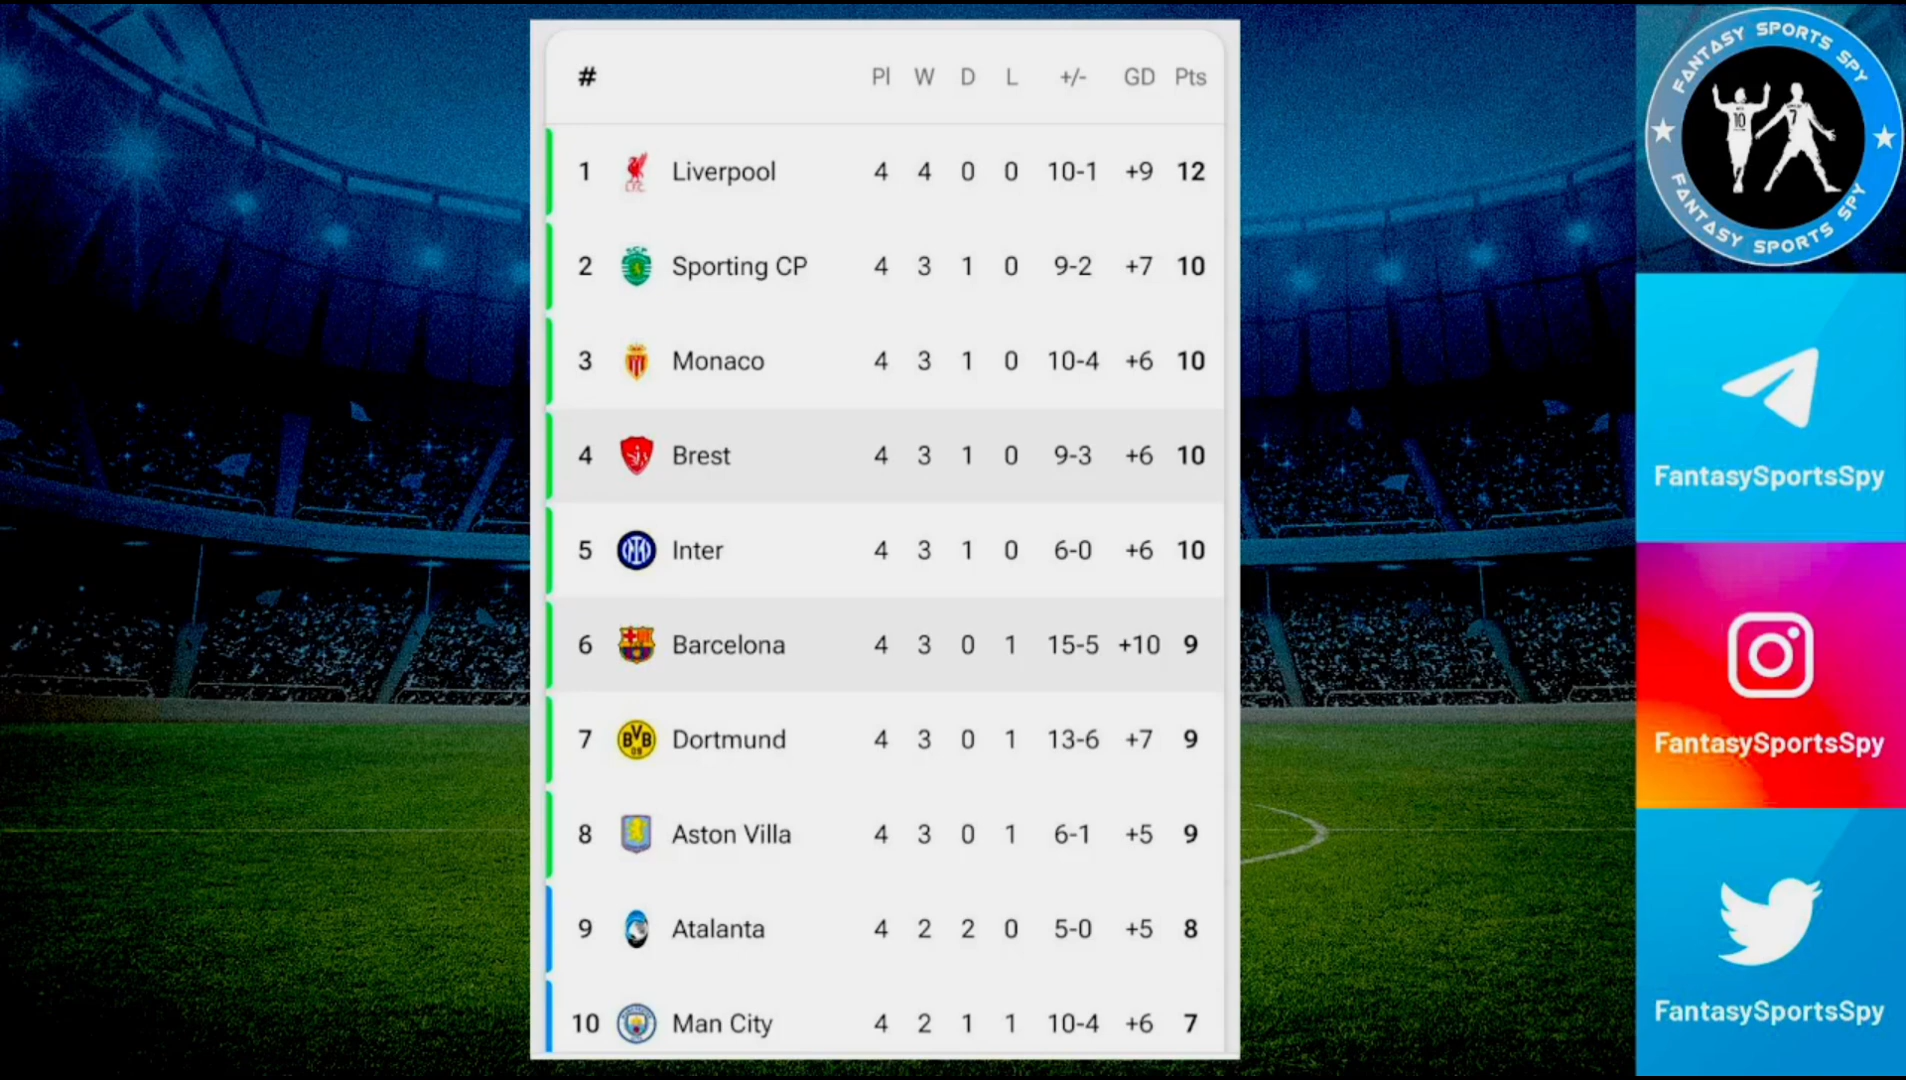 # Pl W D L +/- GD Pts
1 Liverpool 4 4 0 0 10-1 +9 12
2 Sporting CP 4 3 1 0 9-2 +7 10
3 Monaco 4 3 1 0 10-4 +6 10
4 Brest 4 3 1 0 9-3 +6 10
5 Inter 4 3 1 0 6-0 +6 10
6 Barcelona 4 3 0 1 15-5 +10 9
7 Dortmund 4 3 0 1 13-6 +7 9
8 Aston Villa 4 3 0 1 6-1 +5 9
9 Atalanta 4 2 2 0 5-0 +5 8
10 Man City 4 2 1 1 10-4 +6 7
FANTASY SPORTS SPY
10
7
FANTASY SPORTS SPY
FantasySportsSpy
FantasySportsSpy
FantasySportsSpy
SCP
L.F.C.
BVB
09